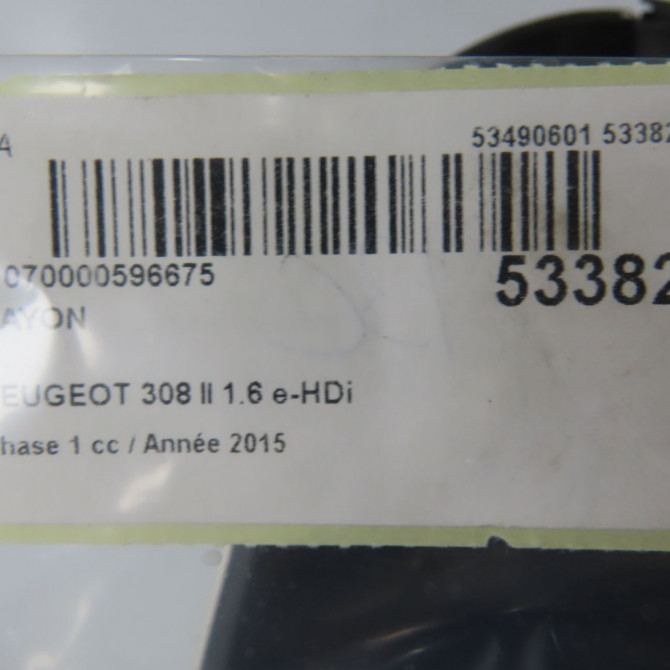 A 53490601 53382
070000596675 53382
AYON
EUGEOT 308 II 1.6 e-HDi
hase 1 cc / Année 2015